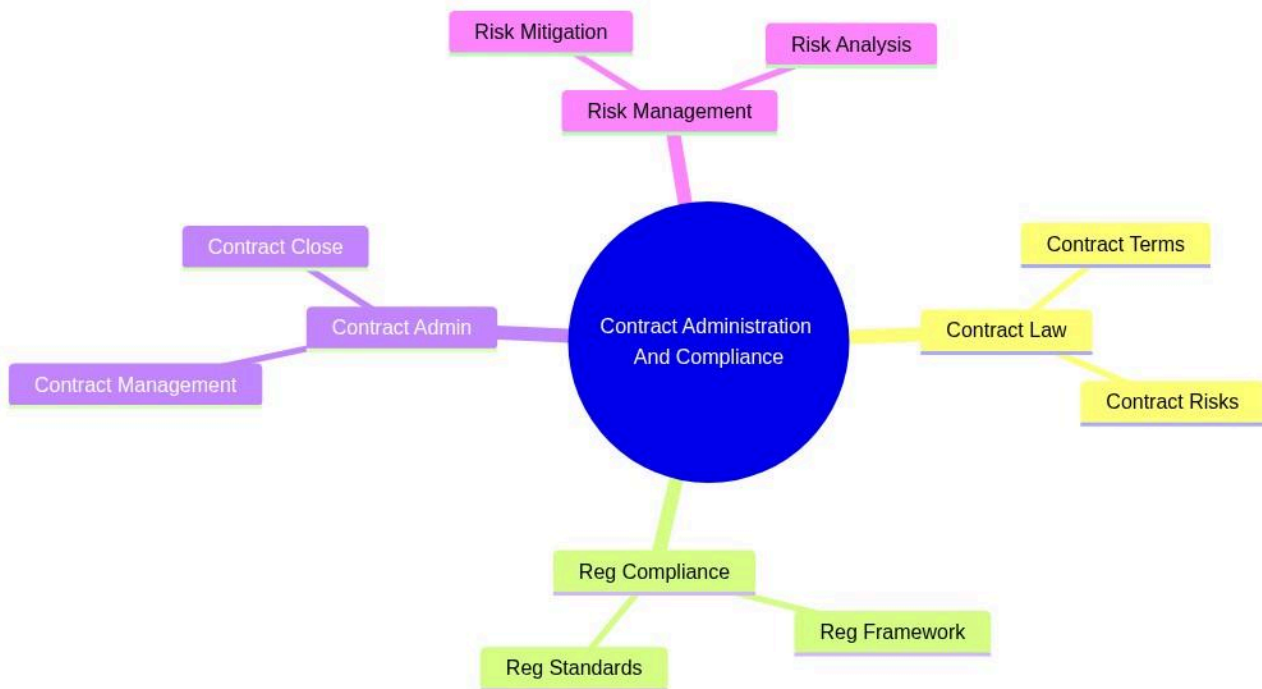 Risk Mitigation
Risk Analysis
Risk Management
Contract Close
Contract Terms
Contract Admin
Contract Administration
And Compliance
Contract Law
Contract Management
Contract Risks
Reg Compliance
Reg Framework
Reg Standards